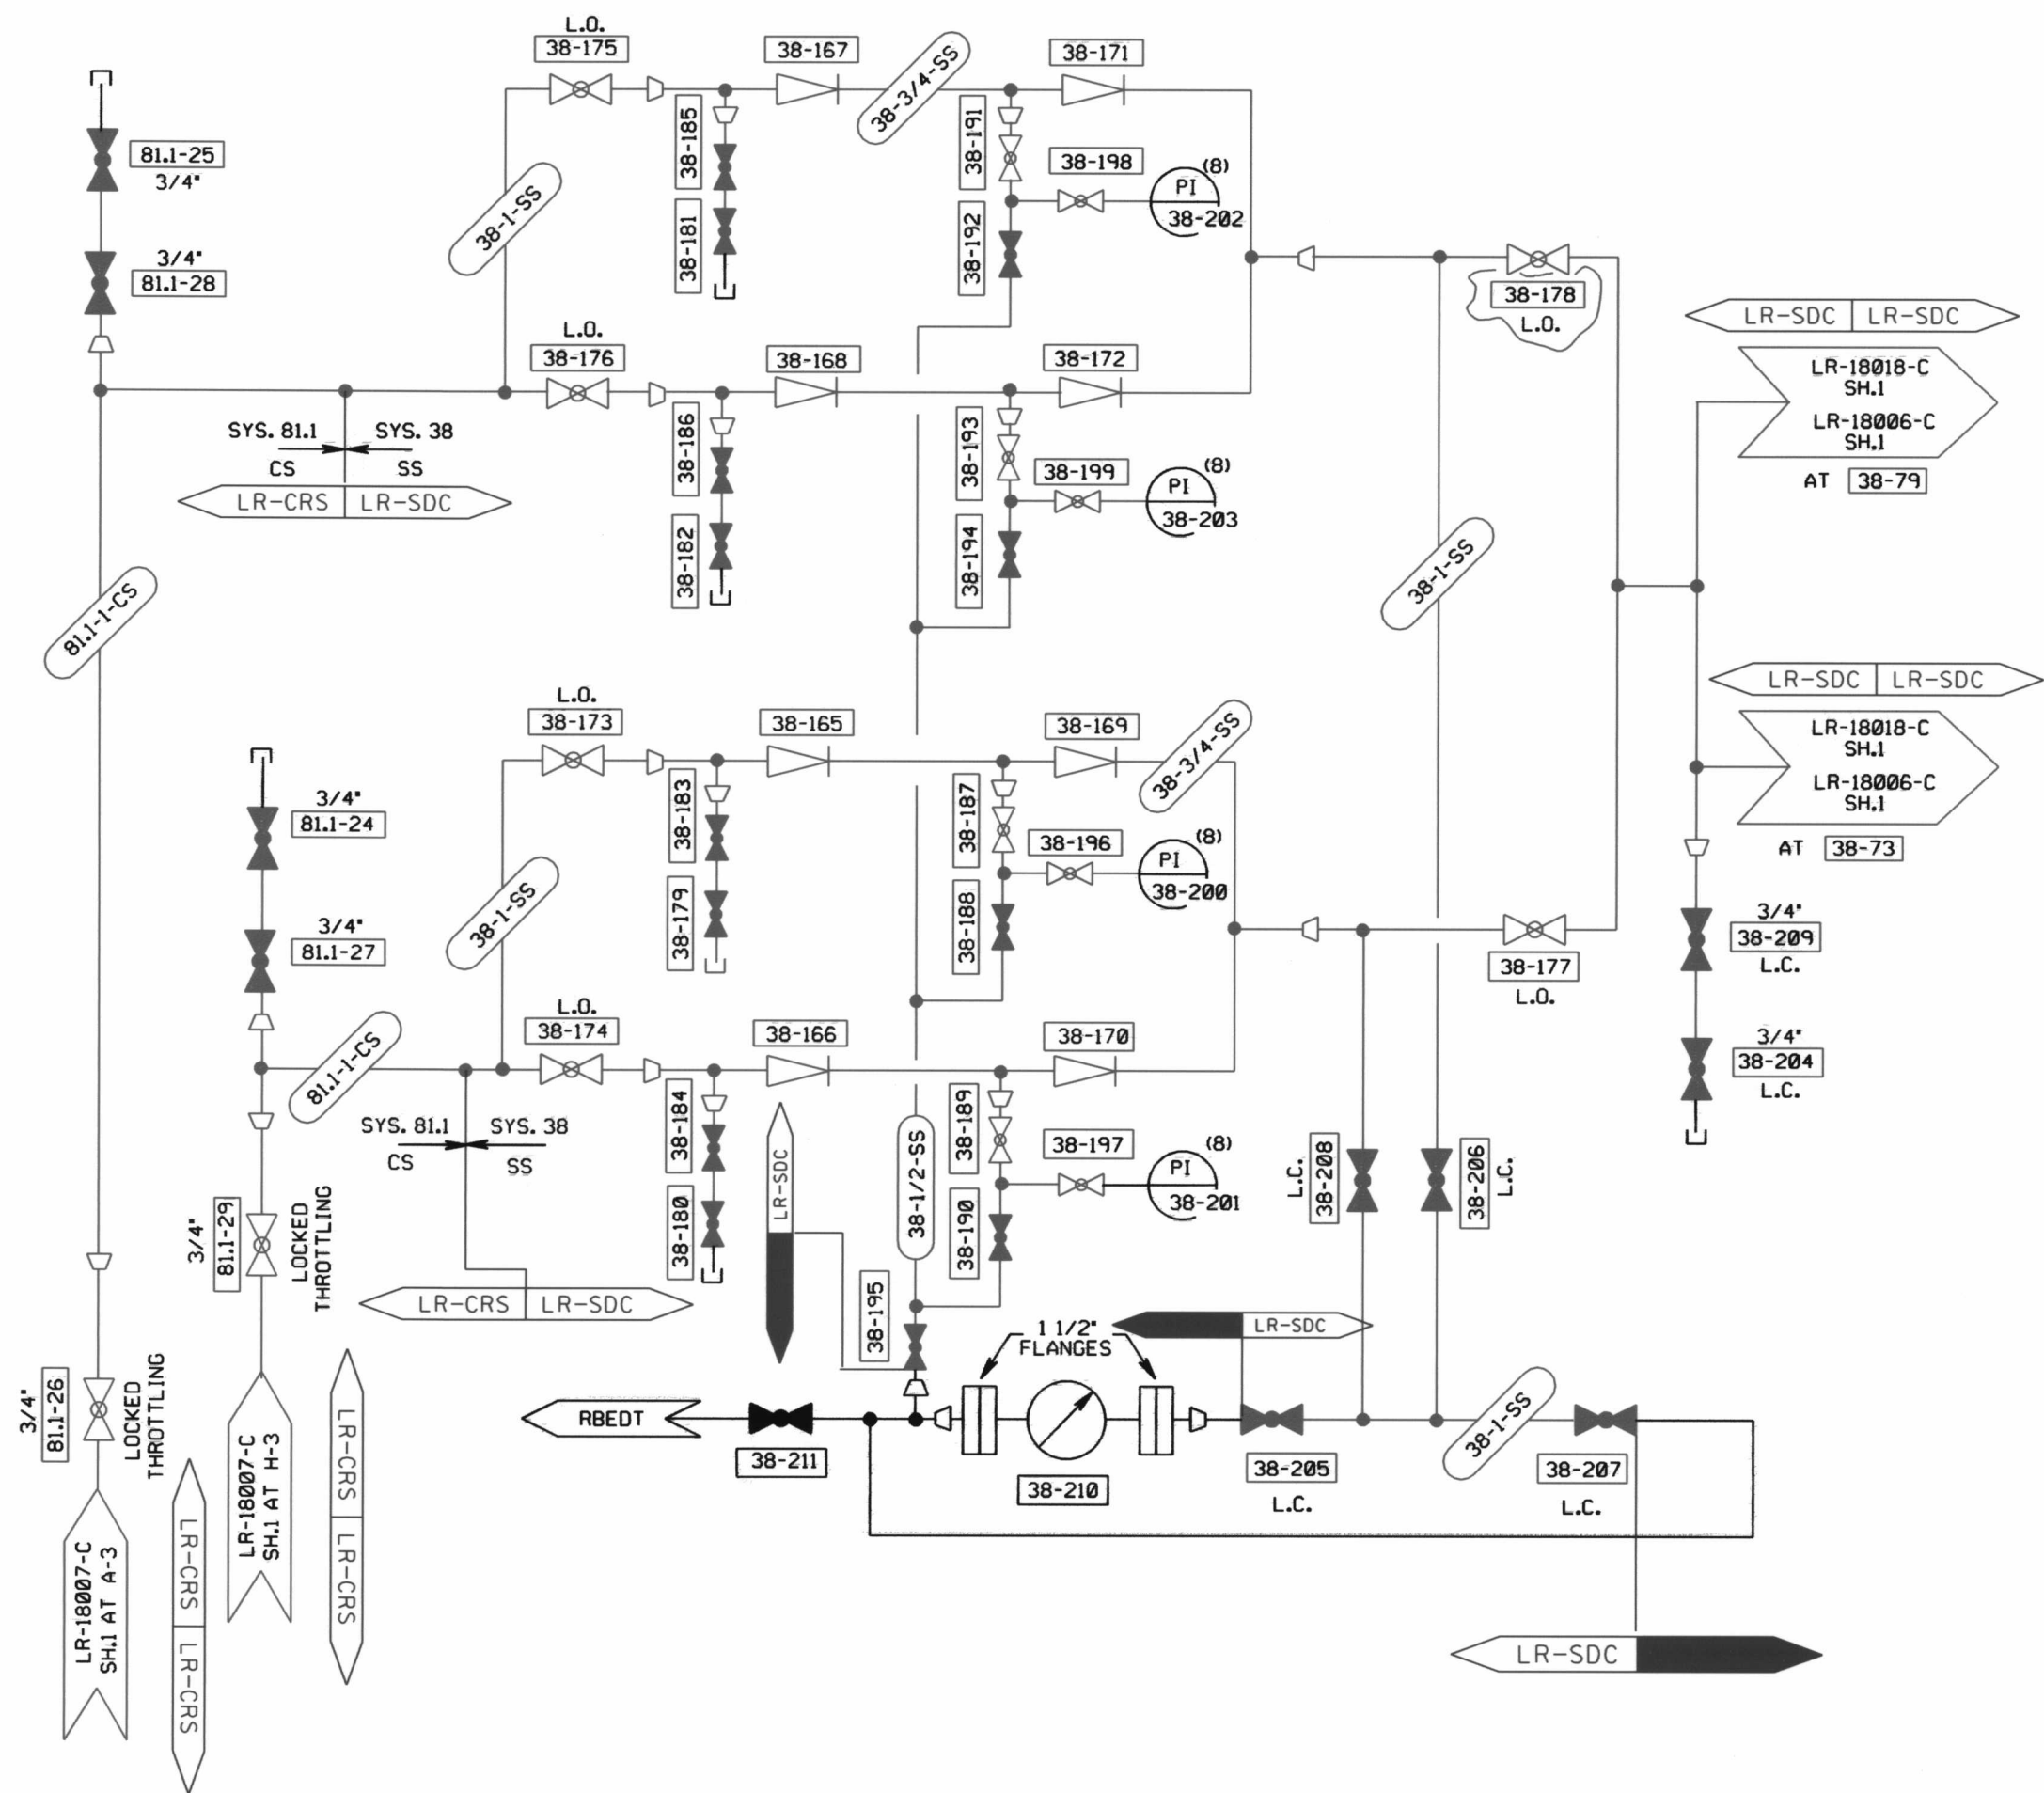 L.O.
38-175
38-167
38-3/4-SS
38-171
81.1-25
3/4"
38-185
38-191
38-198
(8)
PI
38-202
38-1-SS
38-181
38-192
3/4"
81.1-28
38-178
L.O.
LR-SDC
LR-SDC
L.O.
38-176
38-168
38-172
LR-18018-C
SH.1
LR-18006-C
SH.1
AT
38-79
SYS. 81.1
SYS. 38
CS
SS
LR-CRS
LR-SDC
38-186
38-193
38-199
(8)
PI
38-203
38-182
38-194
81.1-1-CS
38-1-SS
L.O.
38-173
38-165
38-169
38-3/4-SS
LR-SDC
LR-SDC
LR-18018-C
SH.1
LR-18006-C
SH.1
AT
38-73
3/4"
81.1-24
38-183
38-187
38-196
(8)
PI
38-200
38-1-SS
38-179
38-188
3/4"
81.1-27
38-177
L.O.
3/4"
38-209
L.C.
L.O.
38-174
38-166
38-170
3/4"
38-204
L.C.
81.1-1-CS
SYS. 81.1
SYS. 38
CS
SS
38-184
LR-SDC
38-1/2-SS
38-189
38-197
(8)
PI
38-201
L.C.
38-208
38-206
L.C.
3/4"
81.1-29
LOCKED
THROTTLING
38-180
38-190
LR-CRS
LR-SDC
38-195
1 1/2"
FLANGES
LR-SDC
3/4"
81.1-26
LOCKED
THROTTLING
RBEDT
38-211
38-210
38-205
L.C.
38-1-SS
38-207
L.C.
LR-18007-C
SH.1 AT H-3
LR-CRS
LR-CRS
LR-18007-C
SH.1 AT A-3
LR-CRS
LR-CRS
LR-SDC